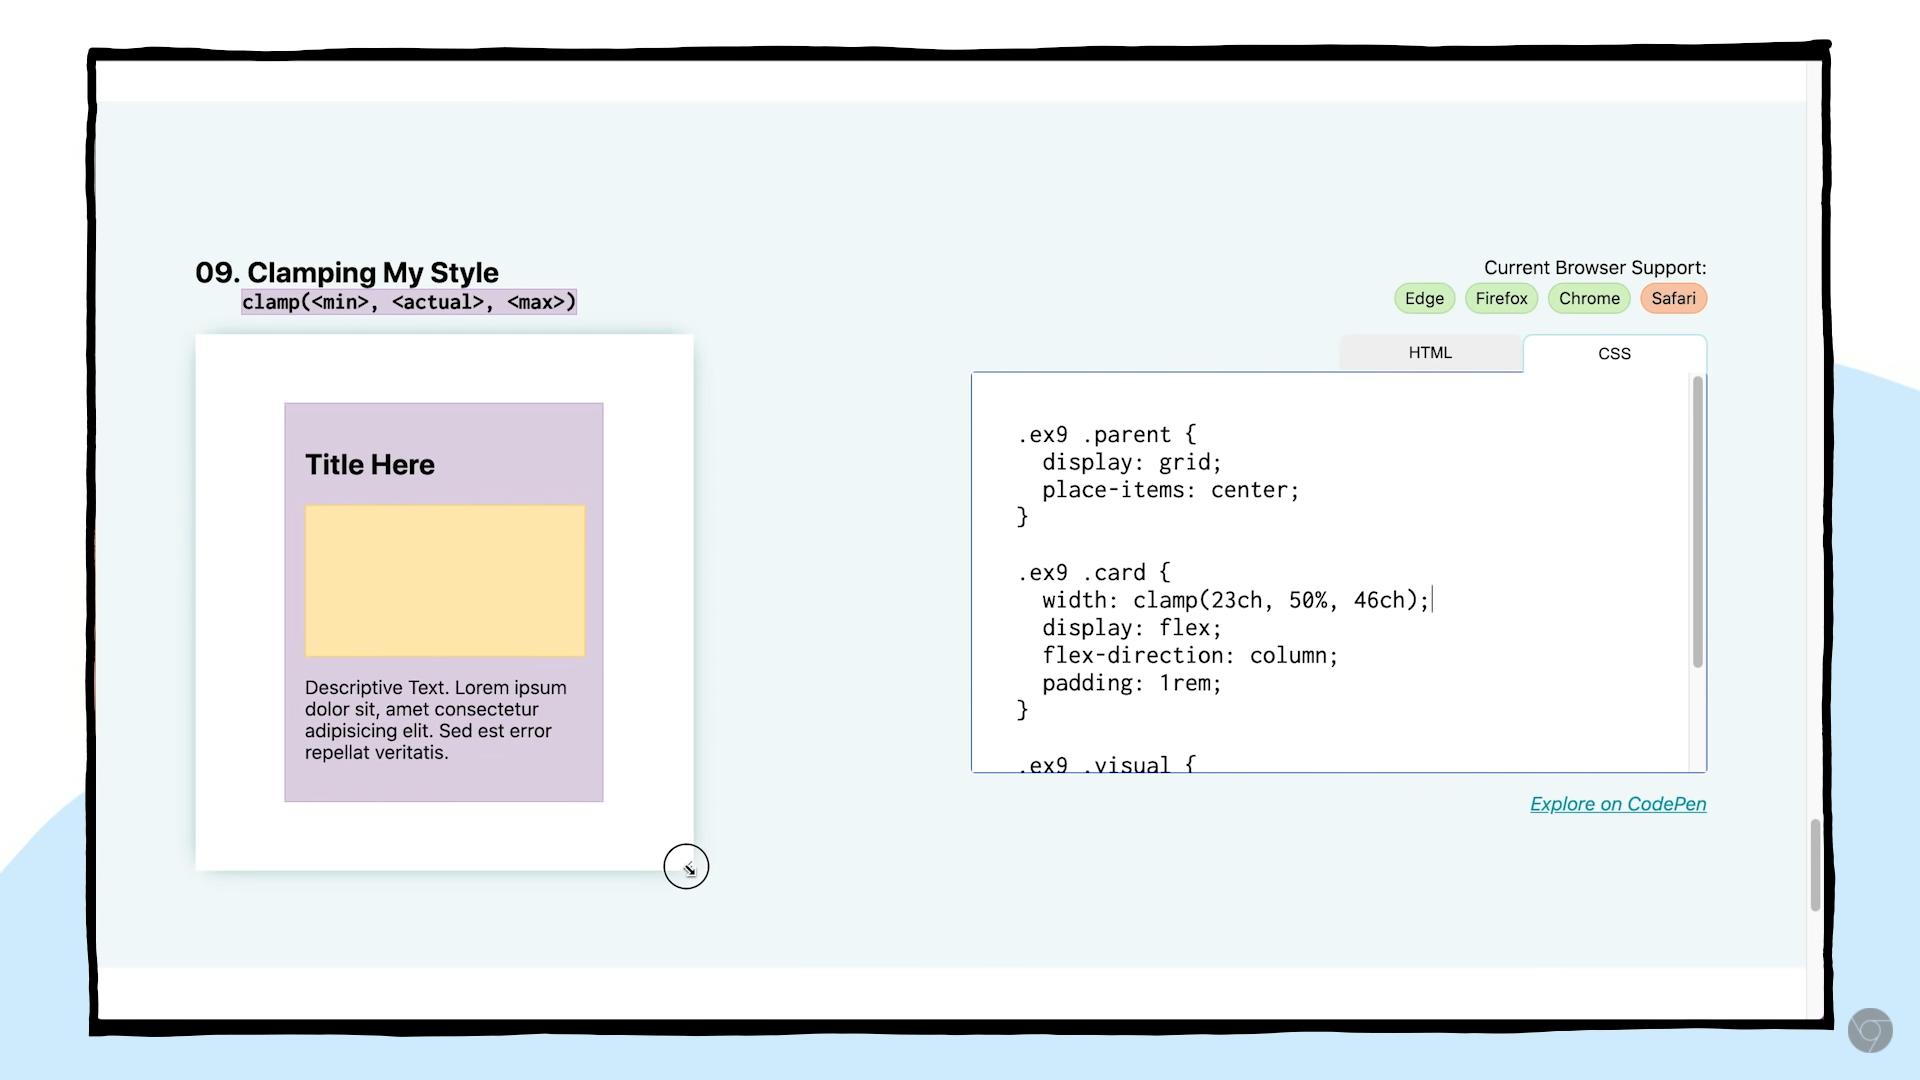 09. Clamping My Style
clamp(<min>, <actual>, <max>)
Title Here
Descriptive Text. Lorem ipsum
dolor sit, amet consectetur
adipisicing elit. Sed est error
repellat veritatis.
Current Browser Support:
Edge Firefox Chrome Safari
HTML CSS
.ex9 .parent {
  display: grid;
  place-items: center;
}
.ex9 .card {
  width: clamp(23ch, 50%, 46ch);
  display: flex;
  flex-direction: column;
  padding: 1rem;
}
.ex9 .visual {
Explore on CodePen